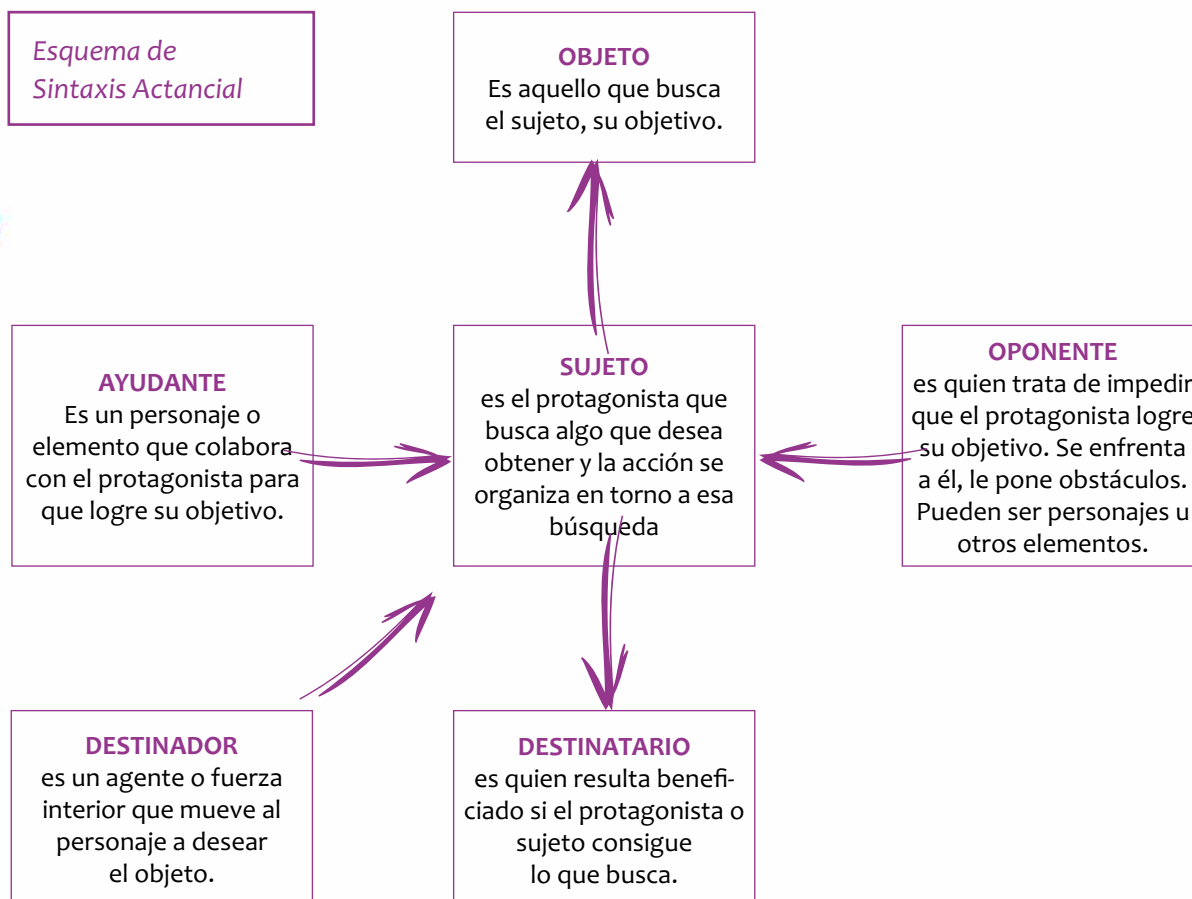 Esquema de
Sintaxis Actancial
OBJETO
Es aquello que busca
el sujeto, su objetivo.
AYUDANTE
Es un personaje o
elemento que colabora
con el protagonista para
que logre su objetivo.
SUJETO
es el protagonista que
busca algo que desea
obtener y la acción se
organiza en torno a esa
búsqueda
OPONENTE
es quien trata de impedir
que el protagonista logre
su objetivo. Se enfrenta
a él, le pone obstáculos.
Pueden ser personajes u
otros elementos.
DESTINADOR
es un agente o fuerza
interior que mueve al
personaje a desear
el objeto.
DESTINATARIO
es quien resulta benefi-
ciado si el protagonista o
sujeto consigue
lo que busca.